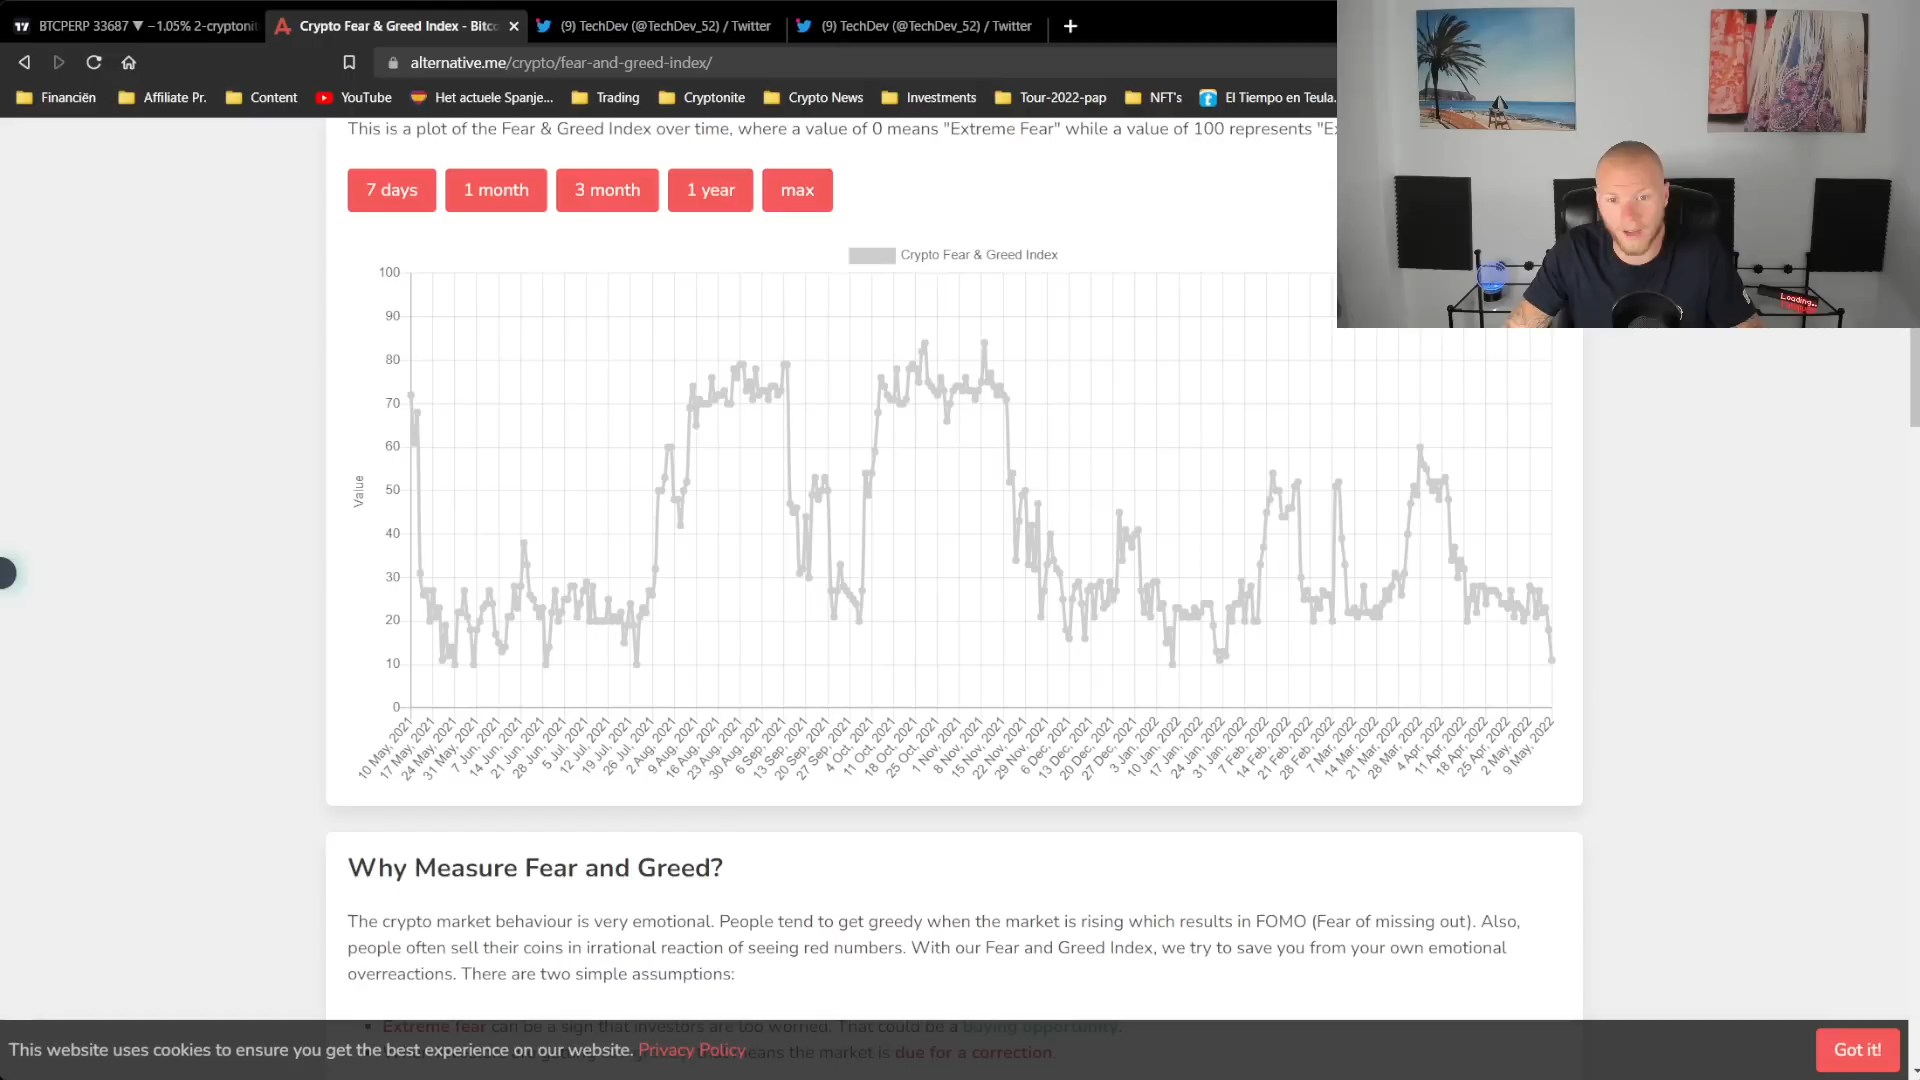 BTCPERP 33687 ▼ −1.05% 2-cryptonit
Crypto Fear & Greed Index - Bitc
(9) TechDev (@TechDev_52) / Twitter
(9) TechDev (@TechDev_52) / Twitter
alternative.me/crypto/fear-and-greed-index/
Financiën
Affiliate Pr.
Content
YouTube
Het actuele Spanje...
Trading
Cryptonite
Crypto News
Investments
Tour-2022-pap
NFT's
El Tiempo en Teula.
This is a plot of the Fear & Greed Index over time, where a value of 0 means "Extreme Fear" while a value of 100 represents "E
7 days
1 month
3 month
1 year
max
Loading..
Crypto Fear & Greed Index
100
90
80
70
60
50
40
30
20
10
0
Value
10 May, 2021
17 May, 2021
24 May, 2021
31 May, 2021
7 Jun, 2021
14 Jun, 2021
21 Jun, 2021
28 Jun, 2021
5 Jul, 2021
12 Jul, 2021
19 Jul, 2021
26 Jul, 2021
2 Aug, 2021
9 Aug, 2021
16 Aug, 2021
23 Aug, 2021
30 Aug, 2021
6 Sep, 2021
13 Sep, 2021
20 Sep, 2021
27 Sep, 2021
4 Oct, 2021
11 Oct, 2021
18 Oct, 2021
25 Oct, 2021
1 Nov, 2021
8 Nov, 2021
15 Nov, 2021
22 Nov, 2021
29 Nov, 2021
6 Dec, 2021
13 Dec, 2021
20 Dec, 2021
27 Dec, 2021
3 Jan, 2022
10 Jan, 2022
17 Jan, 2022
24 Jan, 2022
31 Jan, 2022
7 Feb, 2022
14 Feb, 2022
21 Feb, 2022
28 Feb, 2022
7 Mar, 2022
14 Mar, 2022
21 Mar, 2022
28 Mar, 2022
4 Apr, 2022
11 Apr, 2022
18 Apr, 2022
25 Apr, 2022
2 May, 2022
9 May, 2022
Why Measure Fear and Greed?
The crypto market behaviour is very emotional. People tend to get greedy when the market is rising which results in FOMO (Fear of missing out). Also,
people often sell their coins in irrational reaction of seeing red numbers. With our Fear and Greed Index, we try to save you from your own emotional
overreactions. There are two simple assumptions:
Extreme fear can be a sign that investors are too worried. That could be a buying opportunity.
means the market is due for a correction.
This website uses cookies to ensure you get the best experience on our website. Privacy Policy
Got it!